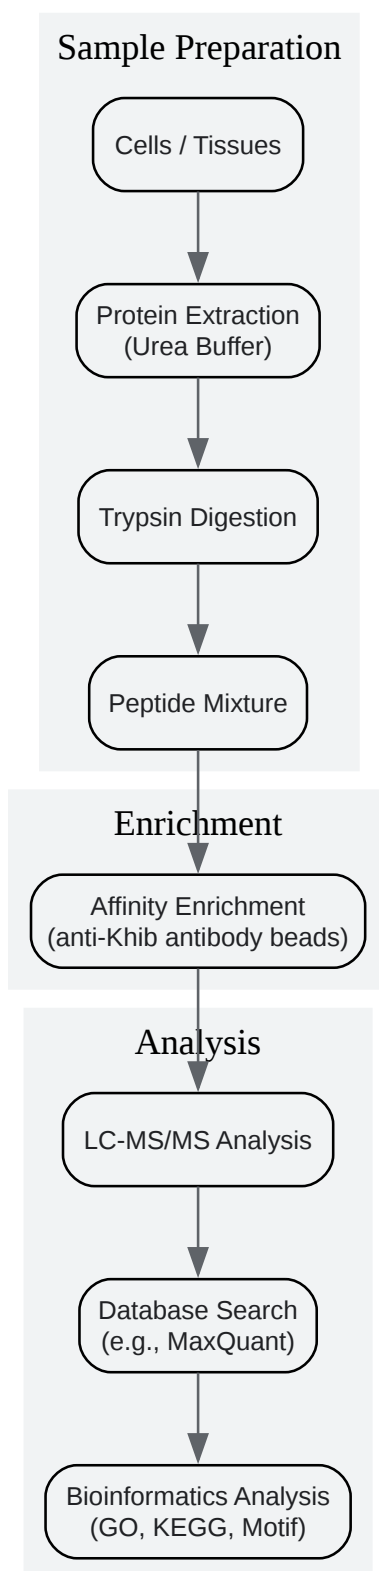 Sample Preparation
Cells / Tissues
Protein Extraction
(Urea Buffer)
Trypsin Digestion
Peptide Mixture
Enrichment
Affinity Enrichment
(anti-Khib antibody beads)
Analysis
LC-MS/MS Analysis
Database Search
(e.g., MaxQuant)
Bioinformatics Analysis
(GO, KEGG, Motif)